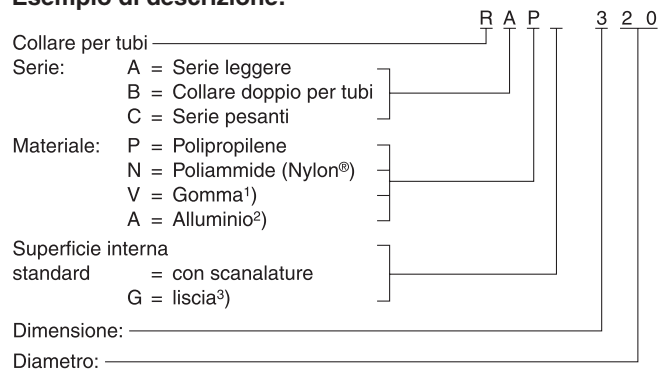 Esempio di descrizione:
R A P _ 3 2 0
Collare per tubi
Serie: A = Serie leggere
B = Collare doppio per tubi
C = Serie pesanti
Materiale: P = Polipropilene
N = Poliammide (Nylon®)
V = Gomma¹)
A = Alluminio²)
Superficie interna
standard = con scanalature
G = liscia³)
Dimensione:
Diametro: